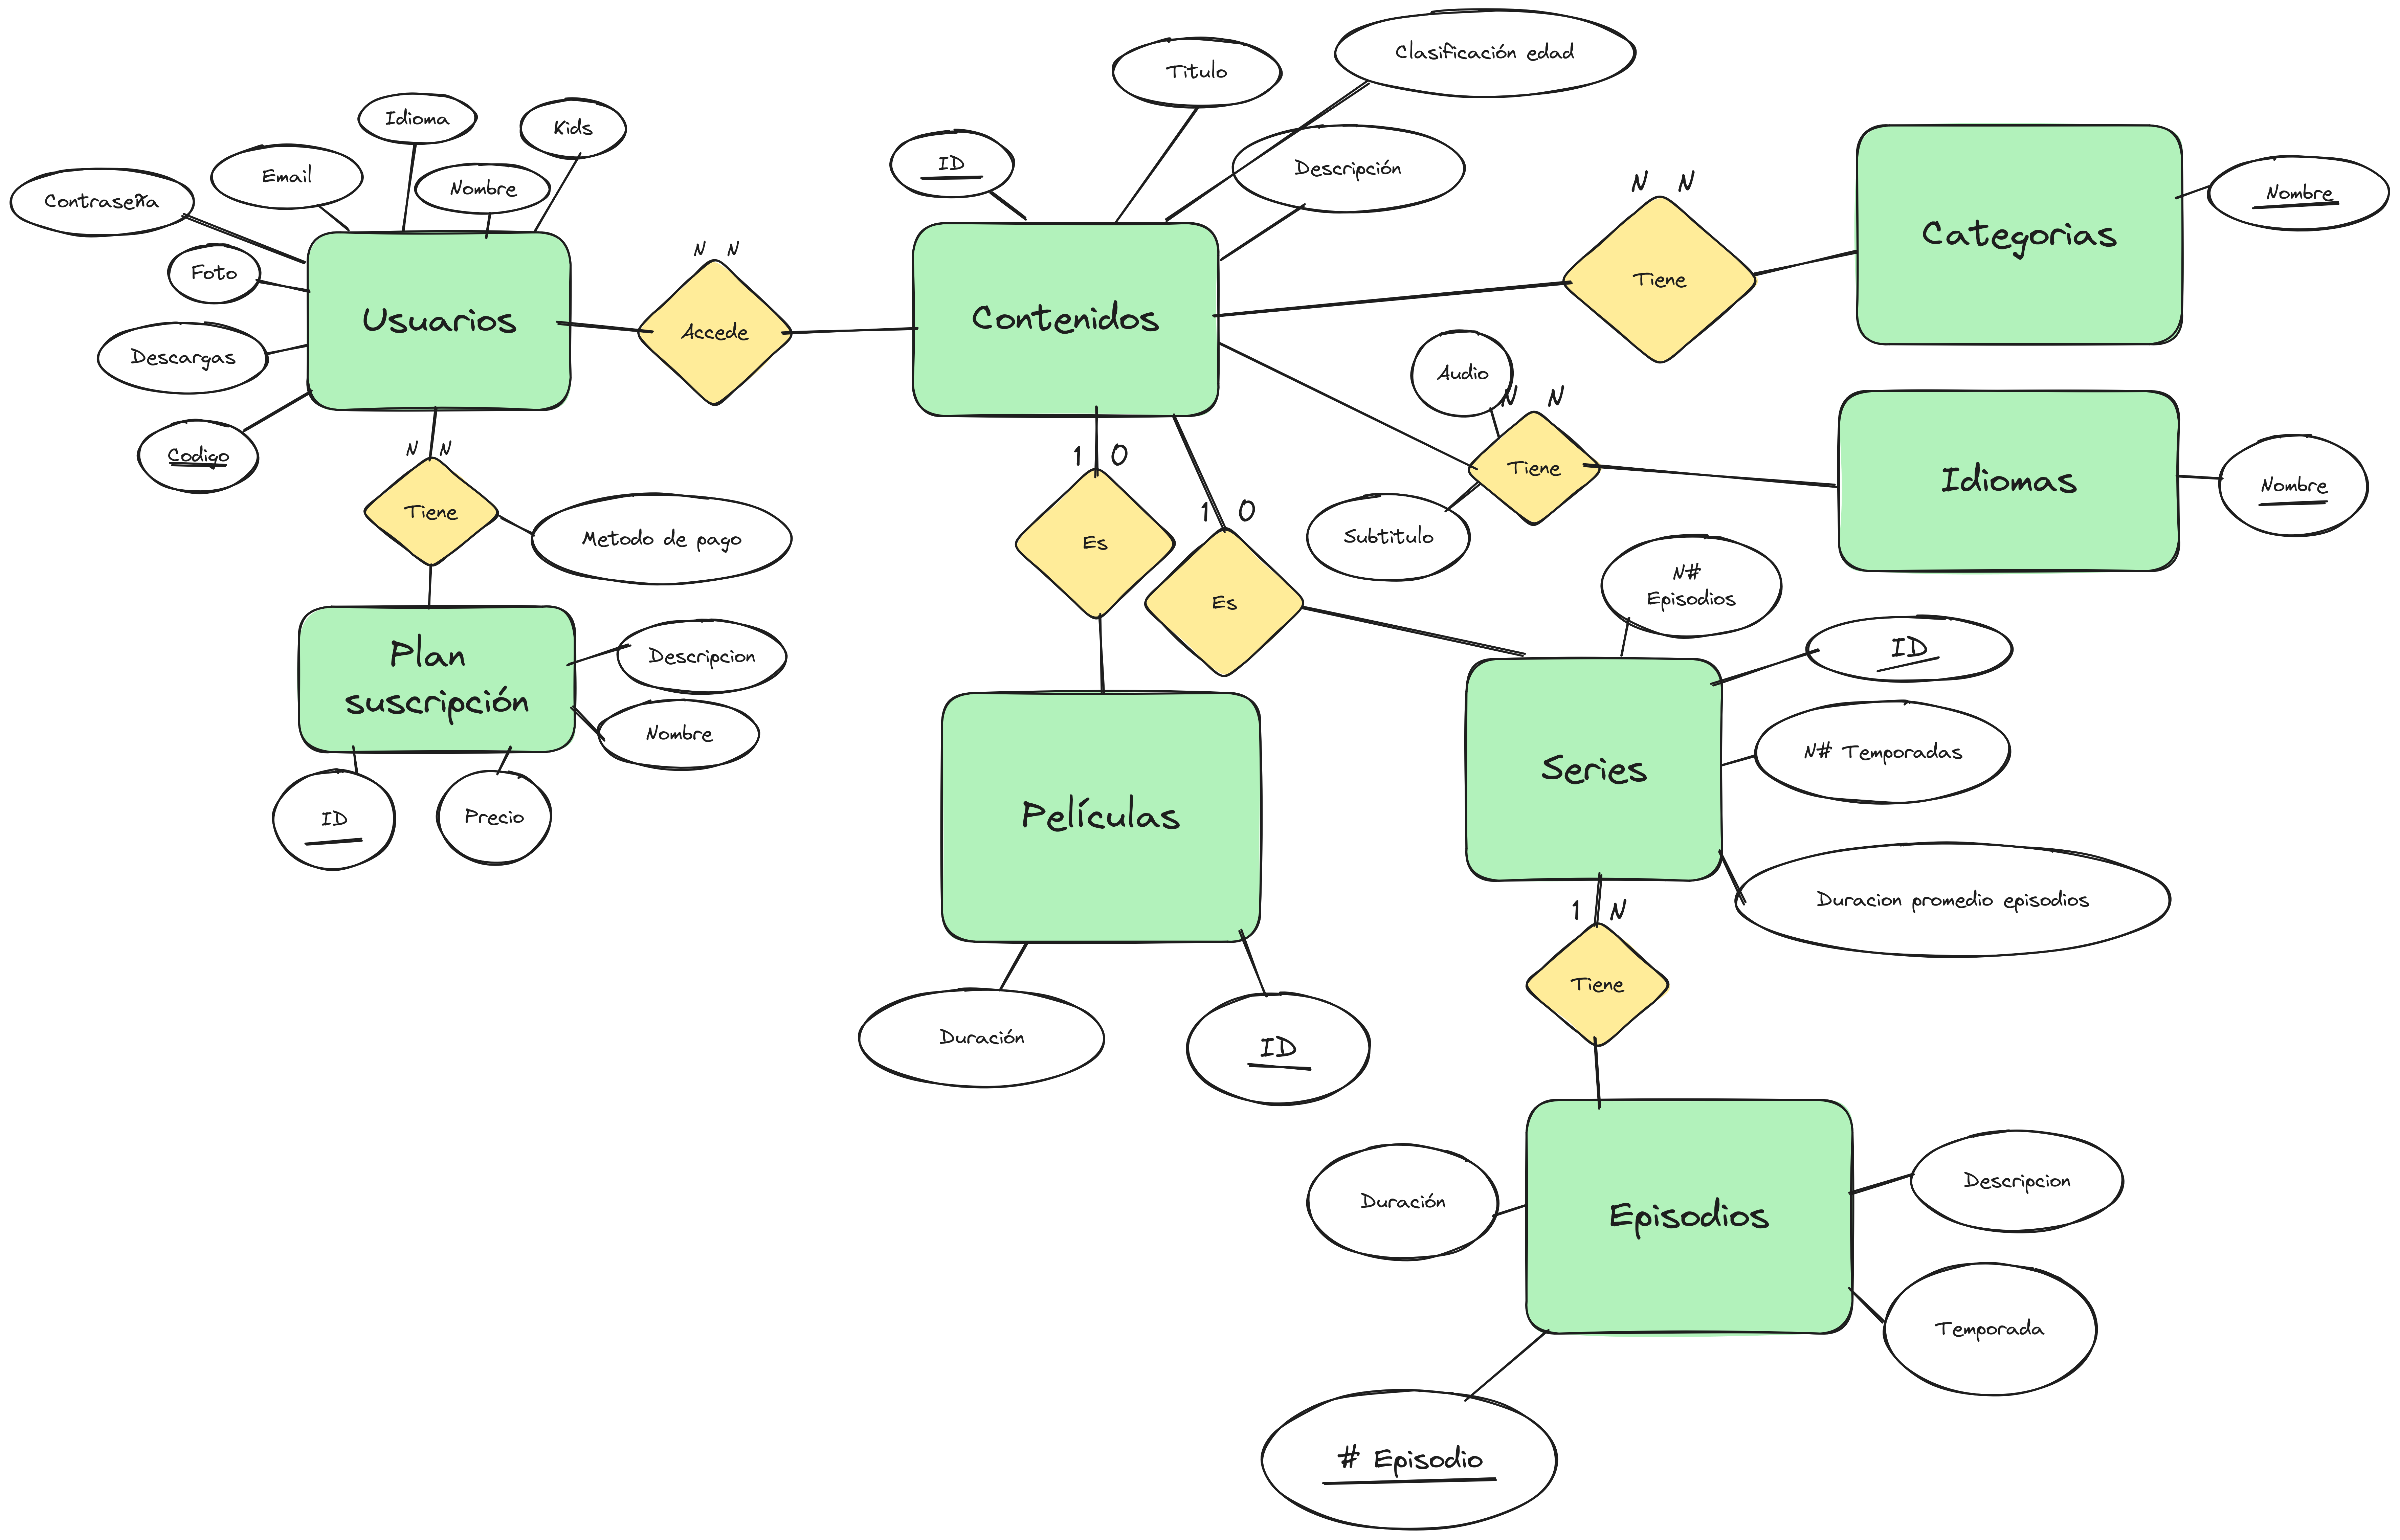 Clasificación edad
Titulo
Idioma
Kids
ID
Descripción
Email
Nombre
Contraseña
N N
Nombre
Categorias
Foto
N N
Usuarios
Accede
Contenidos
Tiene
Descargas
Audio
N N
Codigo
N N
1 0
Tiene
Idiomas
Nombre
Tiene
Metodo de pago
1 0
Subtitulo
Es
Es
N#
Episodios
Plan
suscripción
Descripcion
Nombre
ID
N# Temporadas
Series
ID
Precio
Películas
Duracion promedio episodios
1 N
Tiene
Duración
ID
Duración
Episodios
Descripcion
Temporada
# Episodio